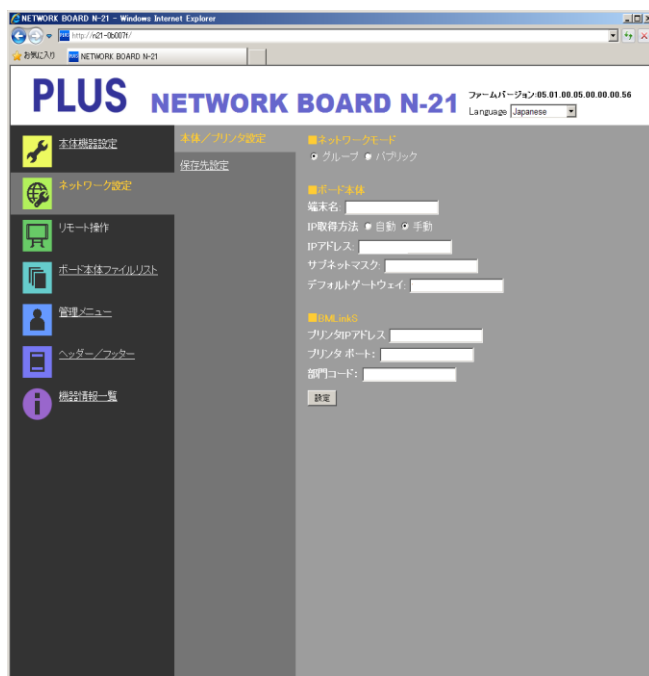 NETWORK BOARD N-21 - Windows Internet Explorer
http://n21-0b007f/
お気に入り
PLUS NETWORK BOARD N-21
PLUS NETWORK BOARD N-21
ファームバージョン:05.01.00.05.00.00.00.56
Language Japanese
本体機器設定
ネットワーク設定
リモート操作
ボード本体ファイルリスト
管理メニュー
ヘッダー/フッター
機器情報一覧
本体/プリンタ設定
保存先設定
■ネットワークモード
グループ パブリック
■ボード本体
端末名
IP取得方法 自動 手動
IPアドレス:
サブネットマスク:
デフォルトゲートウェイ:
■BMLinkS
プリンタIPアドレス
プリンタ ポート:
部門コード:
設定